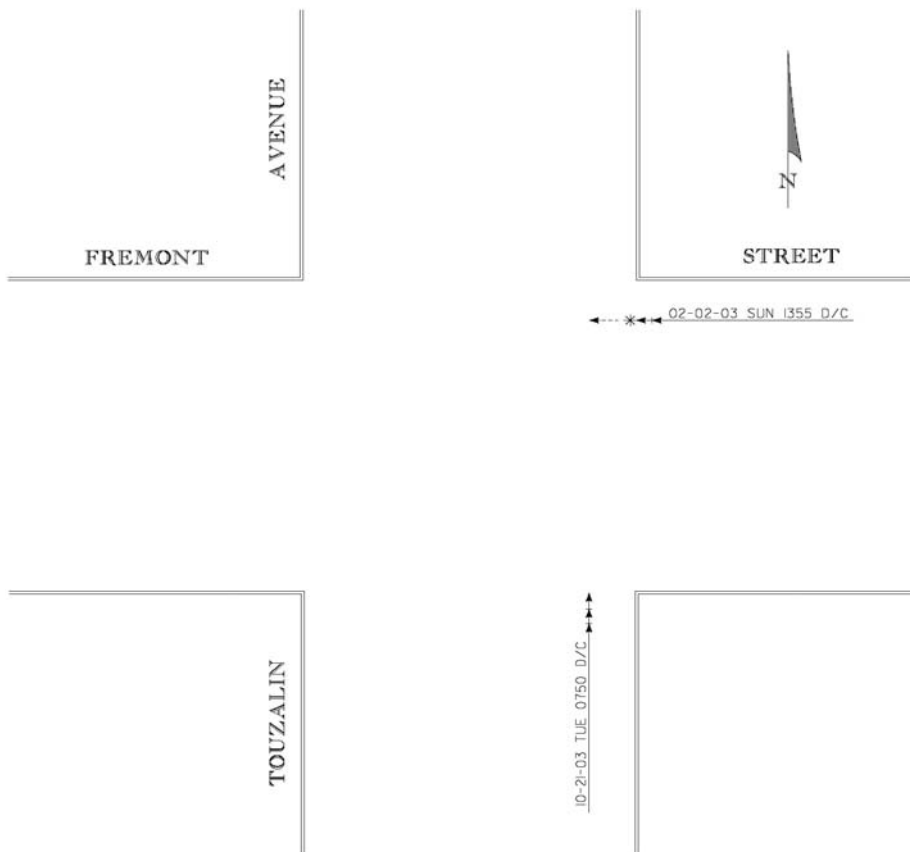 AVENUE
N
FREMONT
STREET
02-02-03 SUN 1355 D/C
TOUZALIN
10-21-03 TUE 0750 D/C